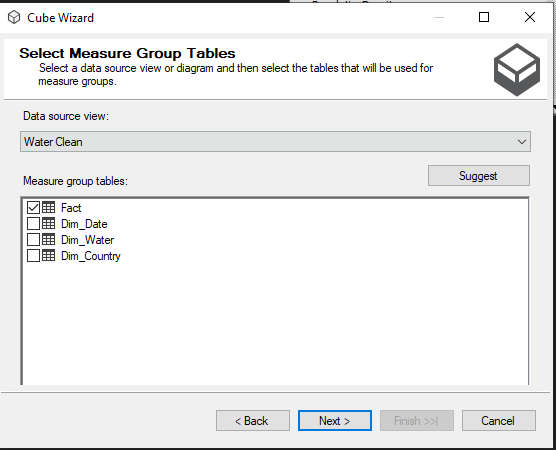 Cube Wizard
Select Measure Group Tables
Select a data source view or diagram and then select the tables that will be used for
measure groups.
Data source view:
Water Clean
Suggest
Measure group tables:
Fact
Dim_Date
Dim_Water
Dim_Country
< Back
Next >
Finish >>|
Cancel